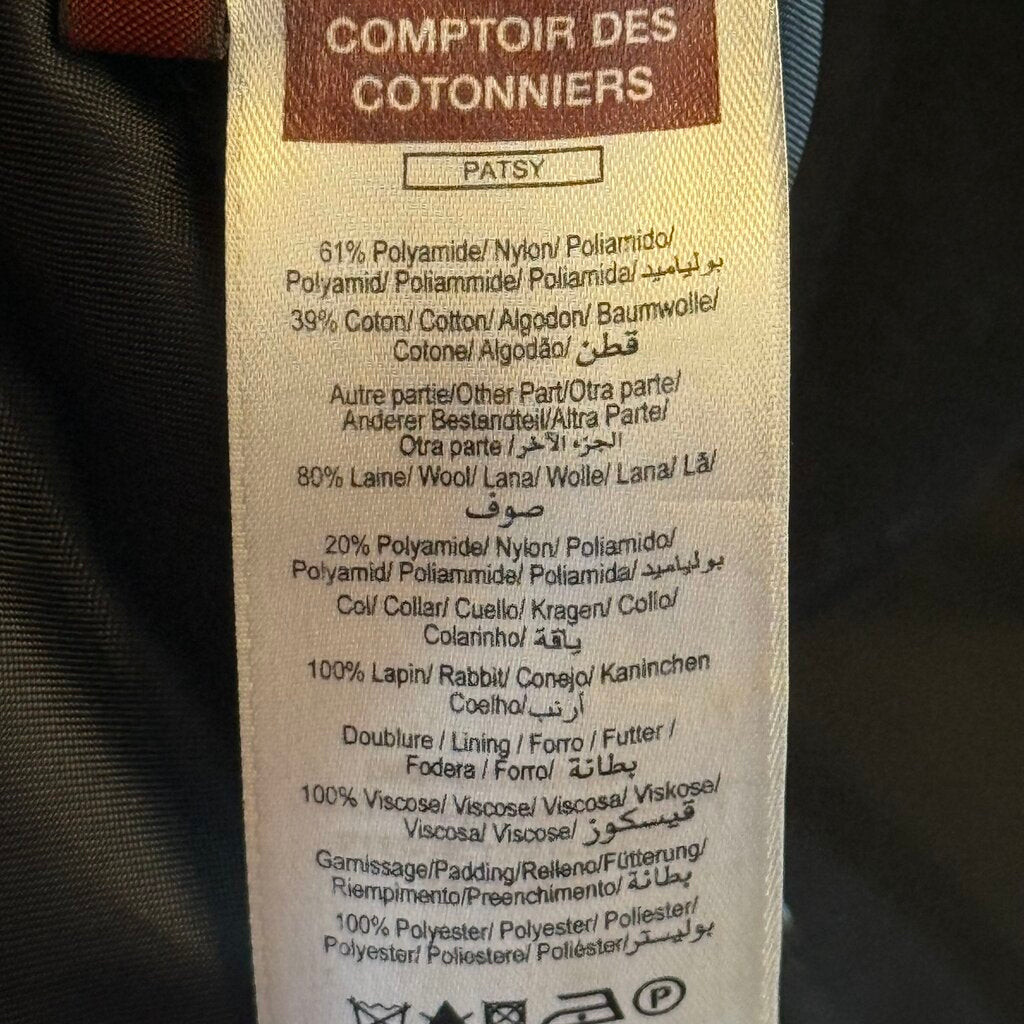 COMPTOIR DES
COTONNIERS
PATSY
61% Polyamide/ Nylon/ Poliamido/
Polyamid/ Poliammide/ Poliamida/ بولياميد
39% Coton/ Cotton/ Algodon/ Baumwolle/
Cotone/ Algodão/ قطن
Autre partie/Other Part/Otra parte/
Anderer Bestandteil/Altra Parte/
Otra parte / الجزء الآخر
80% Laine/ Wool/ Lana/ Wolle/ Lana/ Lã/
صوف
20% Polyamide/ Nylon/ Poliamido/
Polyamid/ Poliammide/ Poliamida/ بولياميد
Col/ Collar/ Cuello/ Kragen/ Collo/
Colarinho/ ياقة
100% Lapin/ Rabbit/ Conejo/ Kaninchen
Coelho/ أرنب
Doublure / Lining / Forro / Futter /
Fodera / Forro/ بطانة
100% Viscose/ Viscose/ Viscosa/ Viskose/
Viscosa/ Viscose/ ڤيسكوز
Garnissage/Padding/Relleno/Fütterung/
Riempimento/Preenchimento/ بطانة
100% Polyester/ Polyester/ Poliester/
Polyester/ Poliestere/ Poliéster/ بوليستر
P